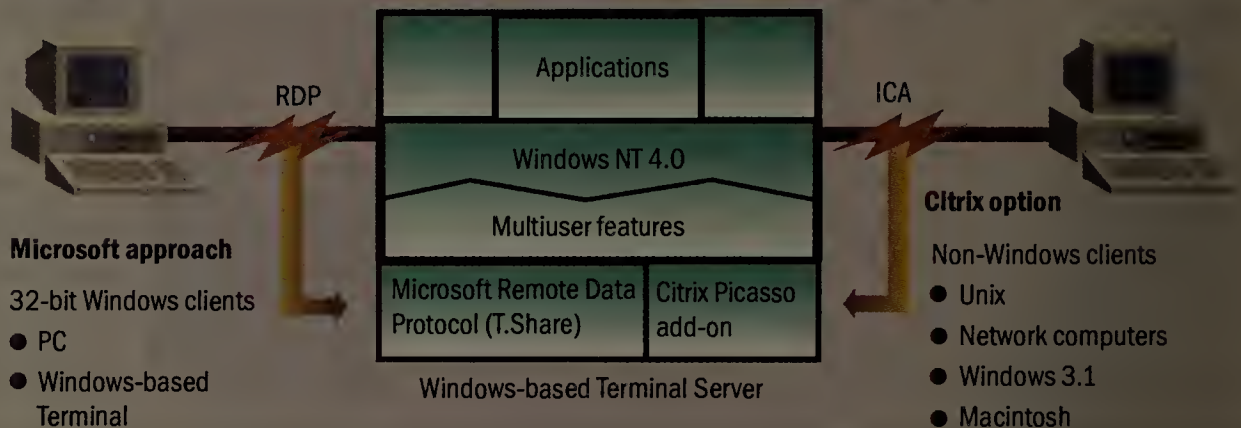 RDP
Applications
ICA
Windows NT 4.0
Multiuser features
Microsoft Remote Data
Protocol (T.Share)
Citrix Picasso
add-on
Windows-based Terminal Server
Microsoft approach
32-bit Windows clients
● PC
● Windows-based
Terminal
Citrix option
Non-Windows clients
● Unix
● Network computers
● Windows 3.1
● Macintosh